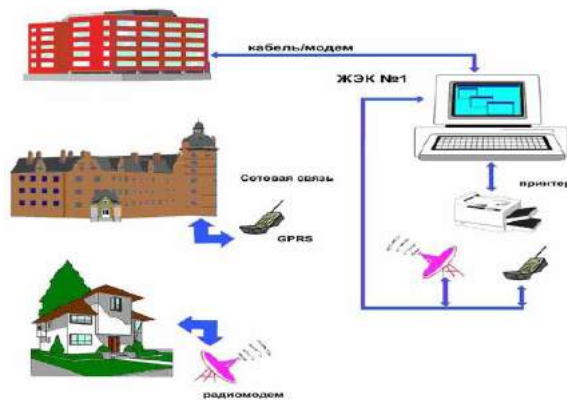 кабель/модем
ЖЭК №1
Сотовая связь
GPRS
принтер
радиомодем